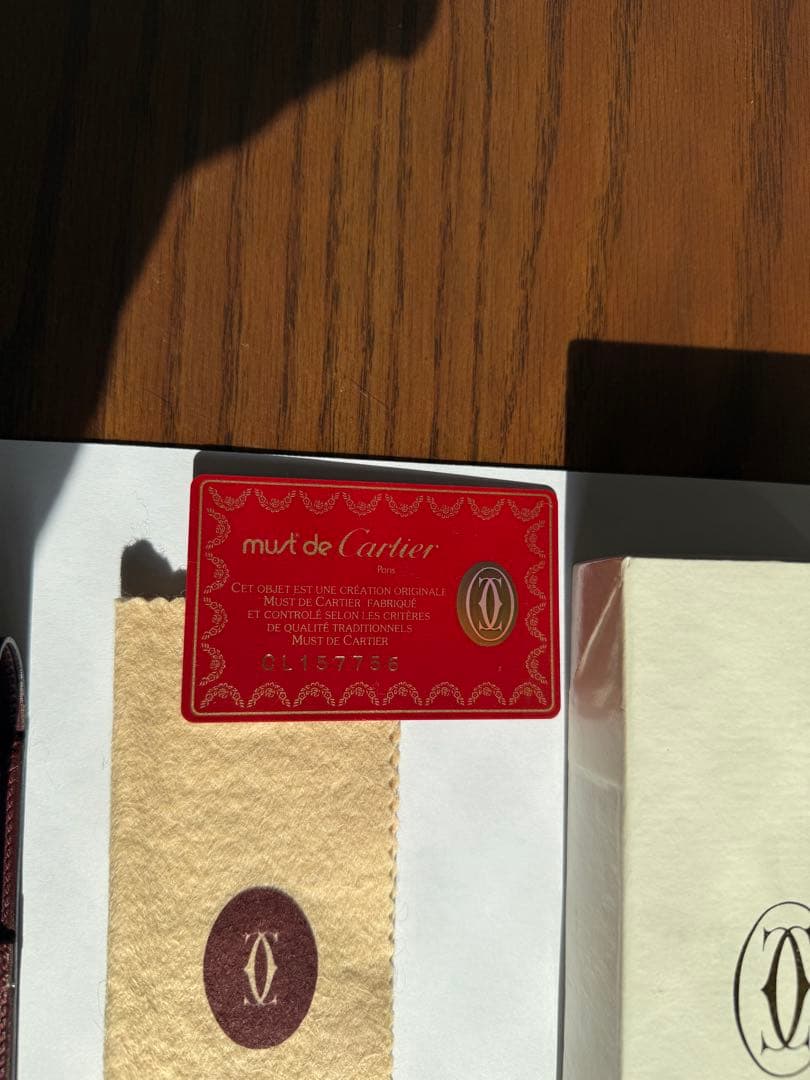 must de Cartier
Paris
CET OBJET EST UNE CRÉATION ORIGINALE
MUST DE CARTIER FABRIQUÉ
ET CONTROLÉ SELON LES CRITÈRES
DE QUALITÉ TRADITIONNELS
MUST DE CARTIER
QL157756